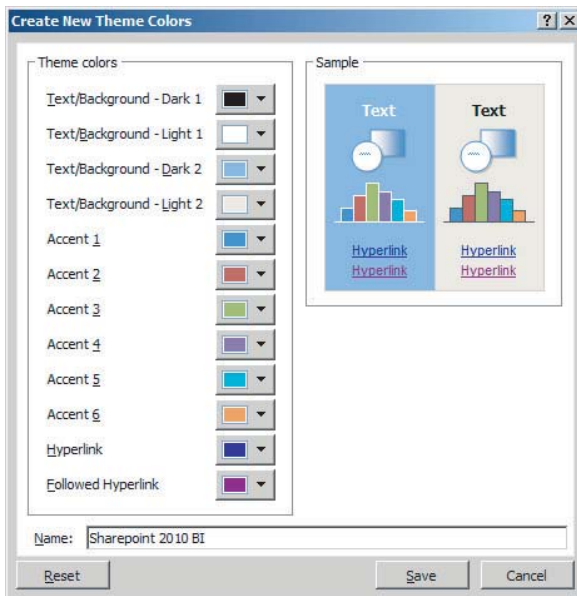 Create New Theme Colors
Theme colors
Text/Background - Dark 1
Text/Background - Light 1
Text/Background - Dark 2
Text/Background - Light 2
Accent 1
Accent 2
Accent 3
Accent 4
Accent 5
Accent 6
Hyperlink
Followed Hyperlink
Sample
Text Text
Hyperlink Hyperlink
Hyperlink Hyperlink
Name: Sharepoint 2010 BI
Reset Save Cancel